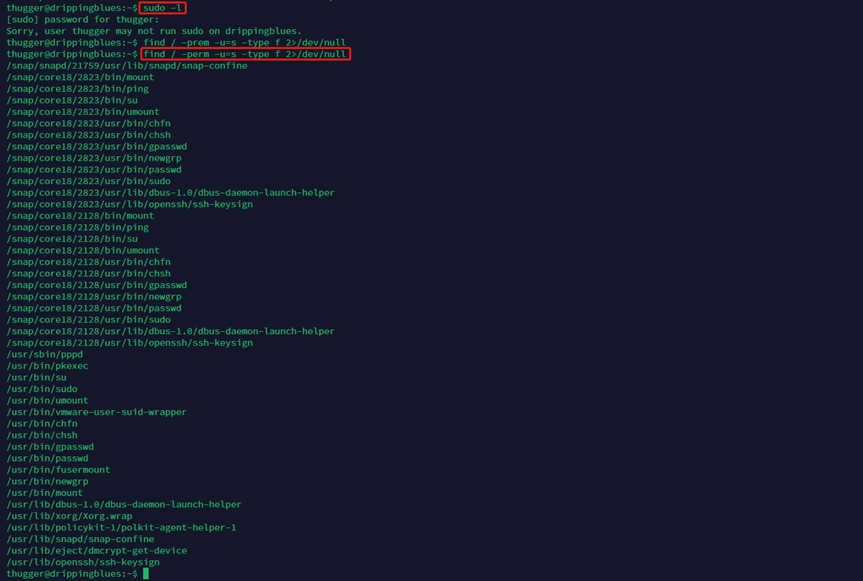 thugger@drippingblues:~$ sudo -l
[sudo] password for thugger:
Sorry, user thugger may not run sudo on drippingblues.
thugger@drippingblues:~$ find / -prem -u=s -type f 2>/dev/null
thugger@drippingblues:~$ find / -perm -u=s -type f 2>/dev/null
/snap/snapd/21759/usr/lib/snapd/snap-confine
/snap/core18/2823/bin/mount
/snap/core18/2823/bin/ping
/snap/core18/2823/bin/su
/snap/core18/2823/bin/umount
/snap/core18/2823/usr/bin/chfn
/snap/core18/2823/usr/bin/chsh
/snap/core18/2823/usr/bin/gpasswd
/snap/core18/2823/usr/bin/newgrp
/snap/core18/2823/usr/bin/passwd
/snap/core18/2823/usr/bin/sudo
/snap/core18/2823/usr/lib/dbus-1.0/dbus-daemon-launch-helper
/snap/core18/2823/usr/lib/openssh/ssh-keysign
/snap/core18/2128/bin/mount
/snap/core18/2128/bin/ping
/snap/core18/2128/bin/su
/snap/core18/2128/bin/umount
/snap/core18/2128/usr/bin/chfn
/snap/core18/2128/usr/bin/chsh
/snap/core18/2128/usr/bin/gpasswd
/snap/core18/2128/usr/bin/newgrp
/snap/core18/2128/usr/bin/passwd
/snap/core18/2128/usr/bin/sudo
/snap/core18/2128/usr/lib/dbus-1.0/dbus-daemon-launch-helper
/snap/core18/2128/usr/lib/openssh/ssh-keysign
/usr/sbin/pppd
/usr/bin/pkexec
/usr/bin/su
/usr/bin/sudo
/usr/bin/umount
/usr/bin/vmware-user-suid-wrapper
/usr/bin/chfn
/usr/bin/chsh
/usr/bin/gpasswd
/usr/bin/passwd
/usr/bin/fusermount
/usr/bin/newgrp
/usr/bin/mount
/usr/lib/dbus-1.0/dbus-daemon-launch-helper
/usr/lib/xorg/Xorg.wrap
/usr/lib/policykit-1/polkit-agent-helper-1
/usr/lib/snapd/snap-confine
/usr/lib/eject/dmcrypt-get-device
/usr/lib/openssh/ssh-keysign
thugger@drippingblues:~$